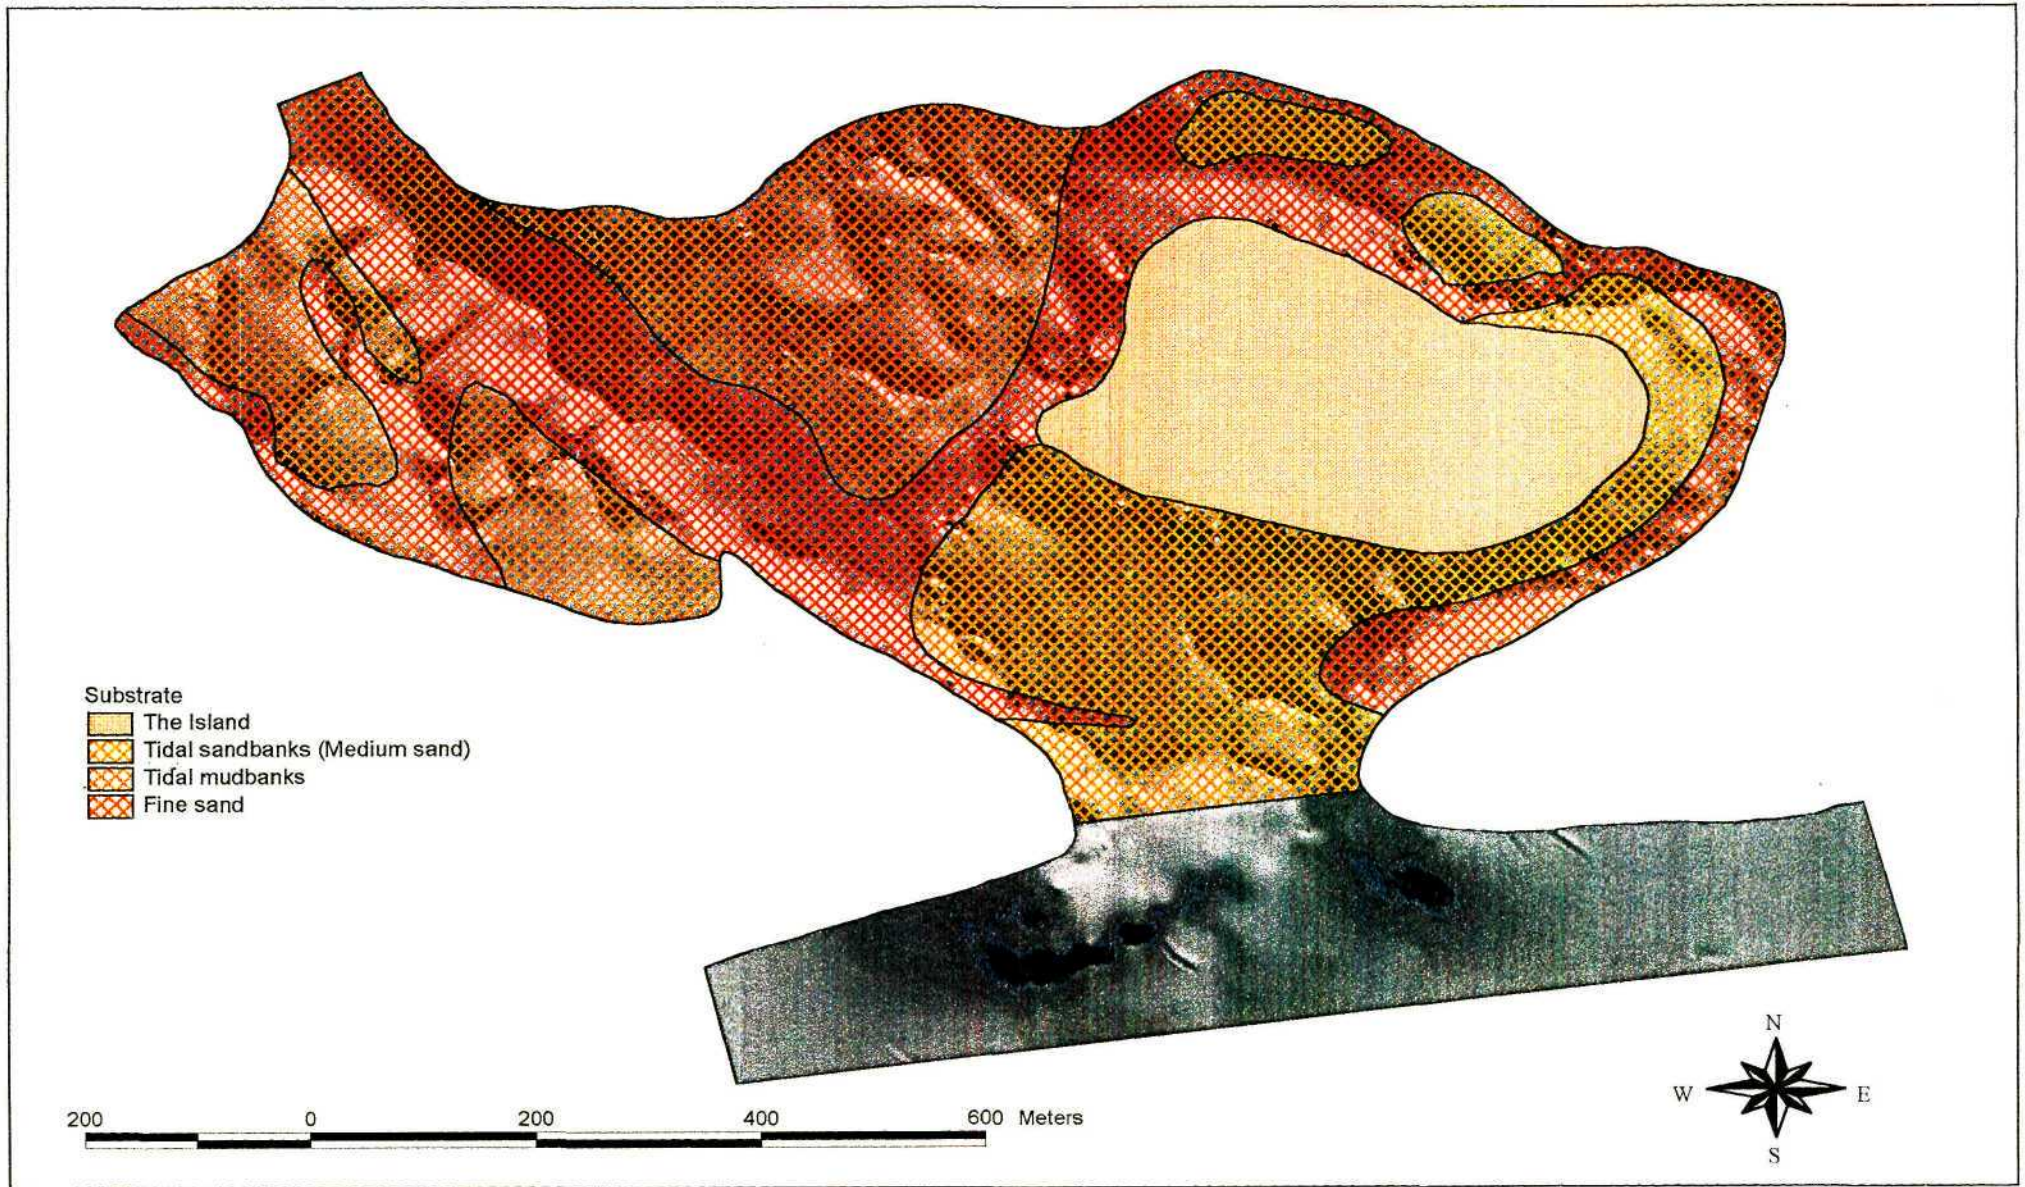 Substrate
The Island
Tidal sandbanks (Medium sand)
Tidal mudbanks
Fine sand
200 0 200 400 600 Meters
N
W E
S